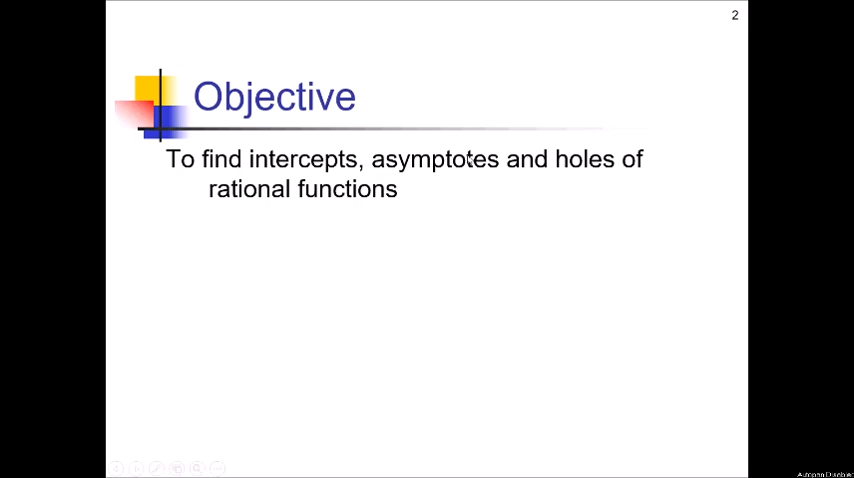 2
Objective
To find intercepts, asymptotes and holes of
rational functions